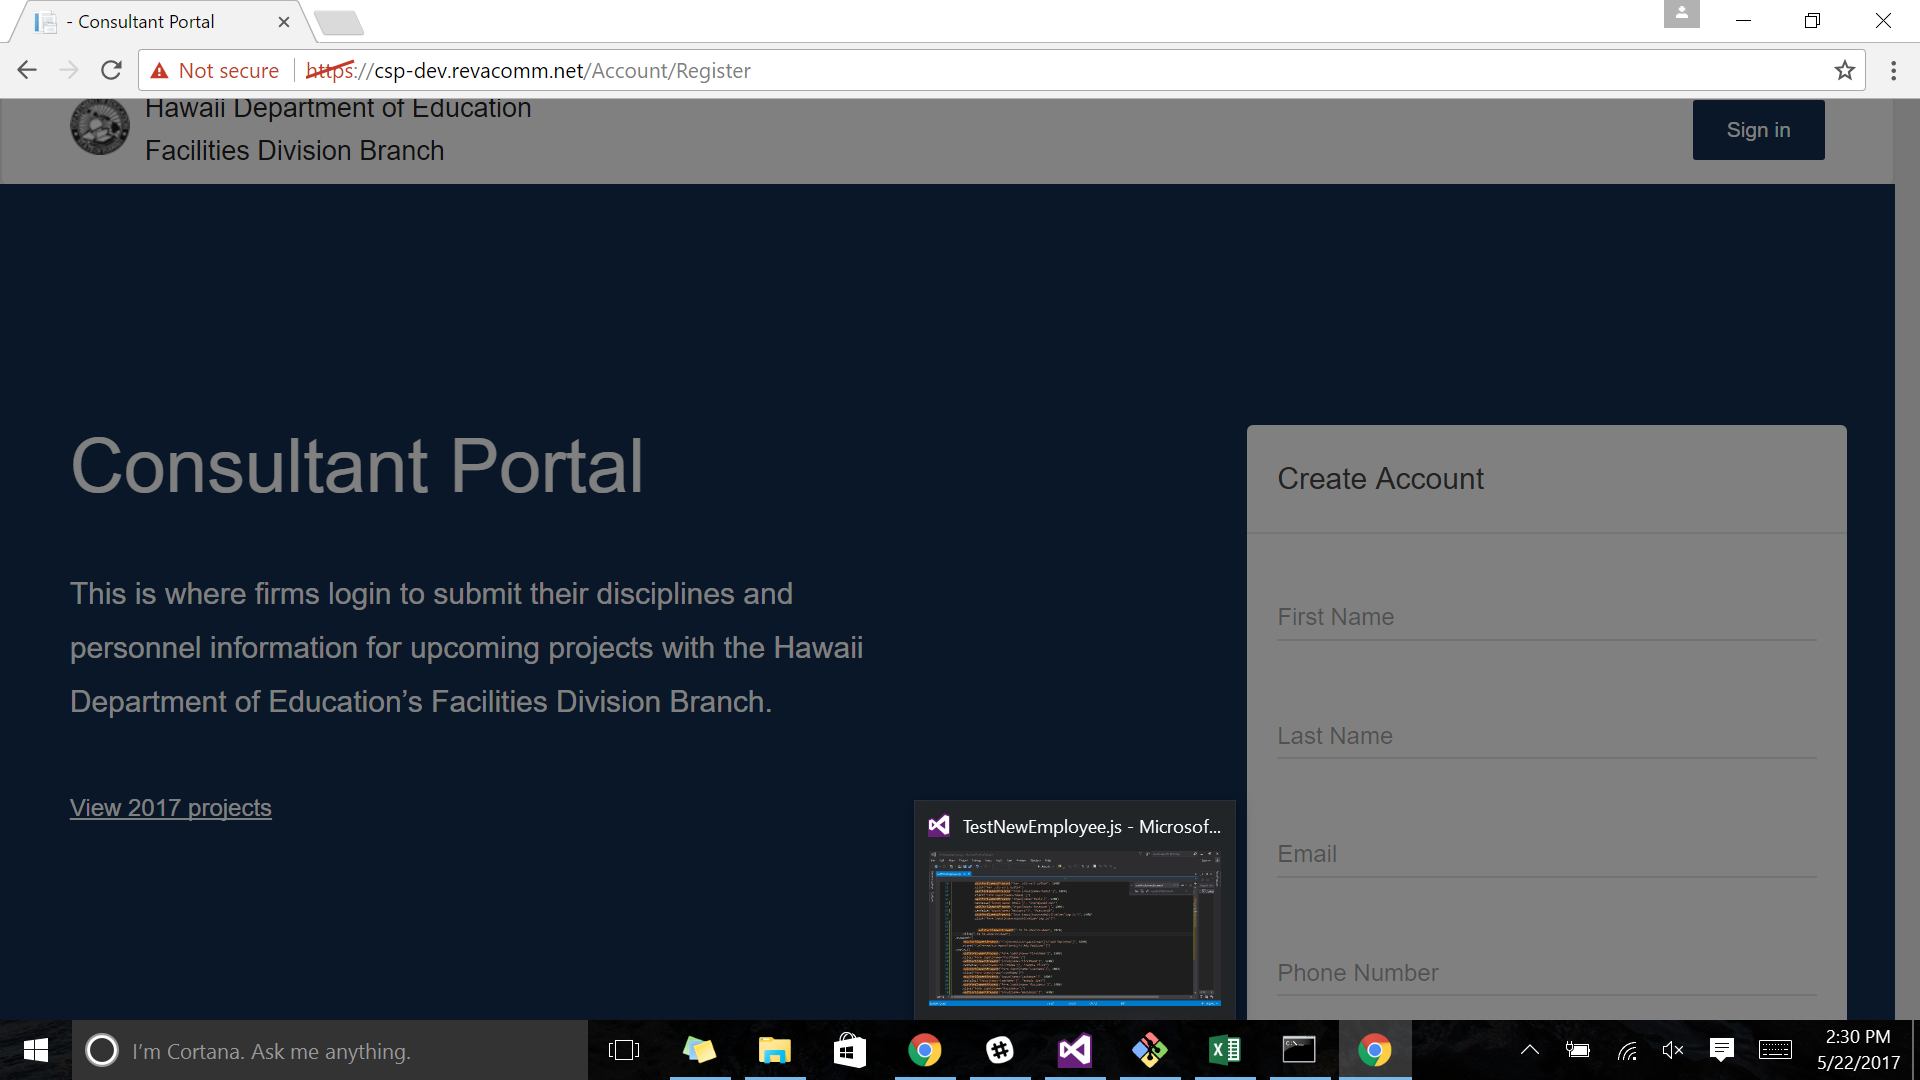 - Consultant Portal
Not secure
https://csp-dev.revacomm.net/Account/Register
Hawaii Department of Education
Facilities Division Branch
Sign in
Consultant Portal
This is where firms login to submit their disciplines and
personnel information for upcoming projects with the Hawaii
Department of Education’s Facilities Division Branch.
View 2017 projects
Create Account
First Name
Last Name
Email
Phone Number
TestNewEmployee.js - Microsof...
I'm Cortana. Ask me anything.
2:30 PM
5/22/2017